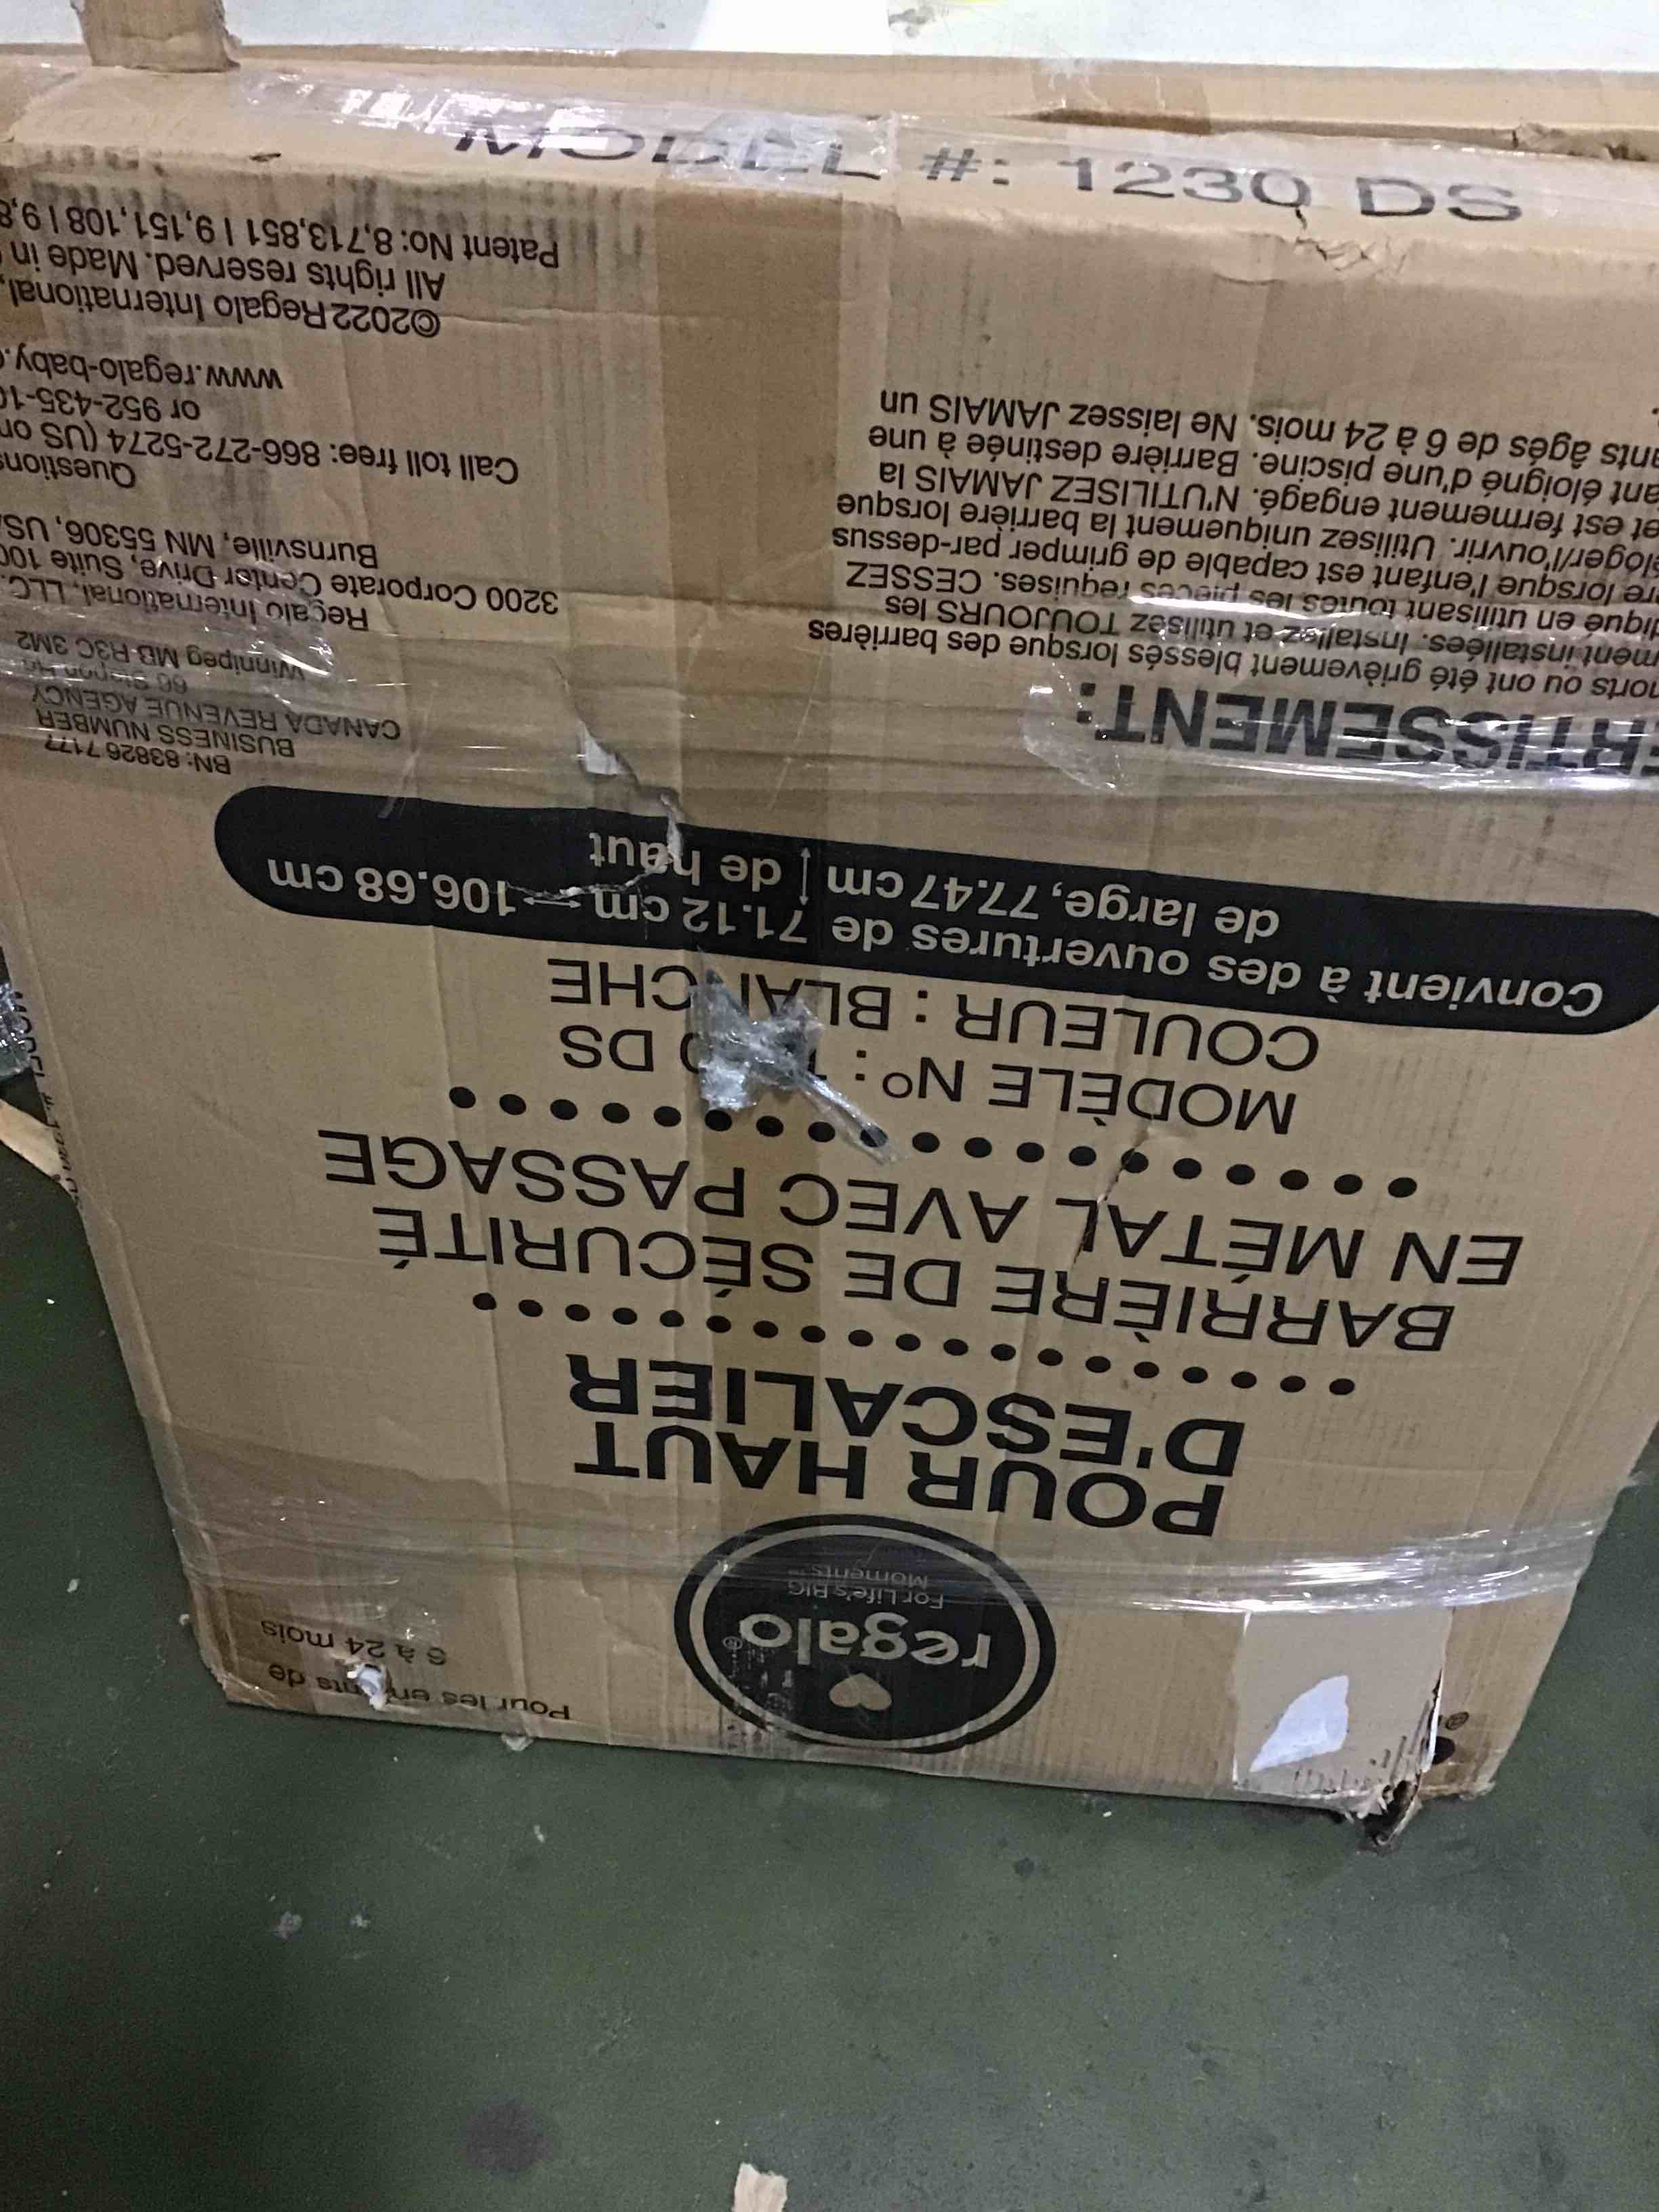 MODEL #: 1230 DS
Pour les enfants de
6 à 24 mois
regalo®
For Life's BIG
Moments™
POUR HAUT
D'ESCALIER
BARRIÈRE DE SÉCURITÉ
EN MÉTAL AVEC PASSAGE
MODÈLE Nº : DS
COULEUR : BLANCHE
Convient à des ouvertures de 71.12 cm ↔ 106.68 cm
de large, 77.47 cm ↕ de haut
ERTISSEMENT:
morts ou ont été grièvement blessés lorsque des barrières
ment installées. Installez et utilisez TOUJOURS les
diqué en utilisant toutes les pièces requises. CESSEZ
re lorsque l'enfant est capable de grimper par-dessus
éloger/l'ouvrir. Utilisez uniquement la barrière lorsque
et est fermement engagé. N'UTILISEZ JAMAIS la
ant éloigné d'une piscine. Barrière destinée à une
ants âgés de 6 à 24 mois. Ne laissez JAMAIS un
BN: 83826 7177
BUSINESS NUMBER
CANADA REVENUE AGENCY
66
Winnipeg MB R3C 3M2
Regalo International, LLC.
3200 Corporate Center Drive, Suite 100
Burnsville, MN 55306, USA
Questions
Call toll free: 866-272-5274 (US on
or 952-435-10
www.regalo-baby.c
©2022 Regalo International,
All rights reserved. Made in
Patent No: 8,713,851 | 9,151,108 | 9,8